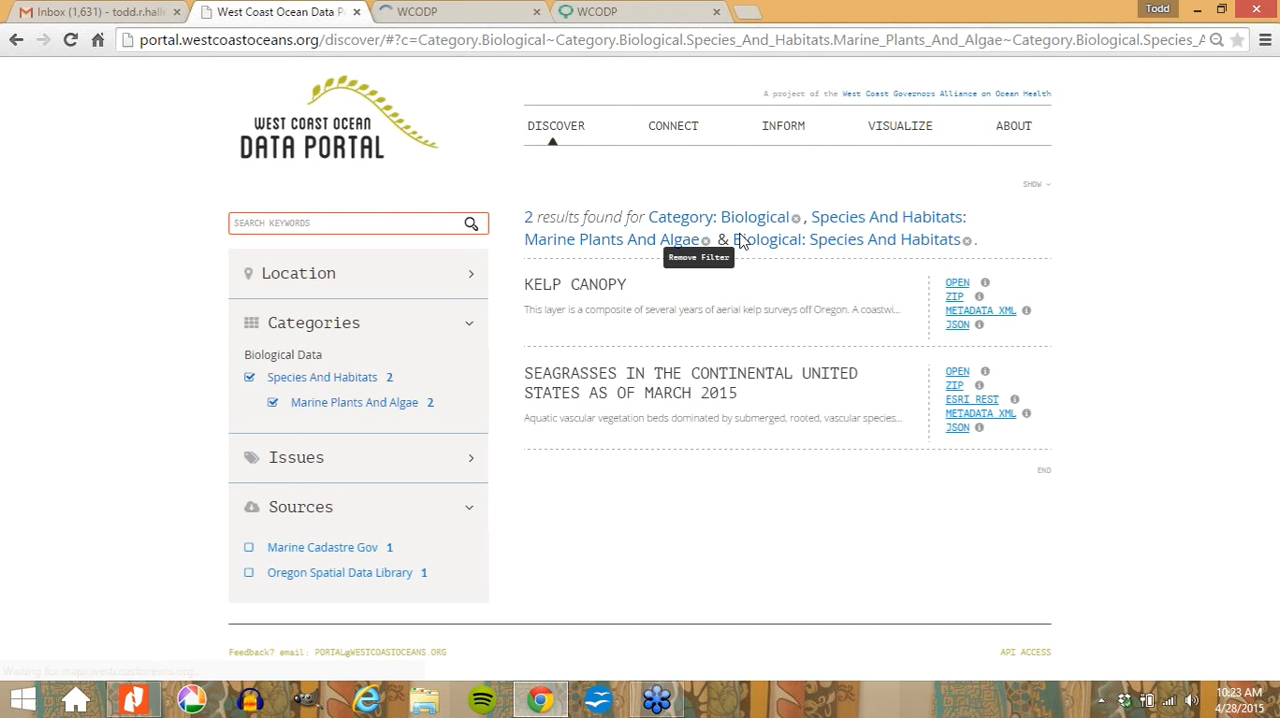 Inbox (1,631) - todd.r.hall
West Coast Ocean Data P
WCODP
WCODP
Todd
portal.westcoastoceans.org/discover/#?c=Category.Biological~Category.Biological.Species_And_Habitats.Marine_Plants_And_Algae~Category.Biological.Species_A
WEST COAST OCEAN
DATA PORTAL
A project of the West Coast Governors Alliance on Ocean Health
DISCOVER
CONNECT
INFORM
VISUALIZE
ABOUT
SHOW
SEARCH KEYWORDS
Location
Categories
Biological Data
Species And Habitats 2
Marine Plants And Algae 2
Issues
Sources
Marine Cadastre Gov 1
Oregon Spatial Data Library 1
2 results found for Category: Biological , Species And Habitats:
Marine Plants And Algae & Biological: Species And Habitats .
Remove Filter
KELP CANOPY
This layer is a composite of several years of aerial kelp surveys off Oregon. A coastwi...
OPEN
ZIP
METADATA XML
JSON
SEAGRASSES IN THE CONTINENTAL UNITED
STATES AS OF MARCH 2015
Aquatic vascular vegetation beds dominated by submerged, rooted, vascular species...
OPEN
ZIP
ESRI REST
METADATA XML
JSON
END
Feedback? email: PORTAL@WESTCOASTOCEANS.ORG
API ACCESS
Waiting for map.westcoastoceans.org...
10:23 AM
4/28/2015